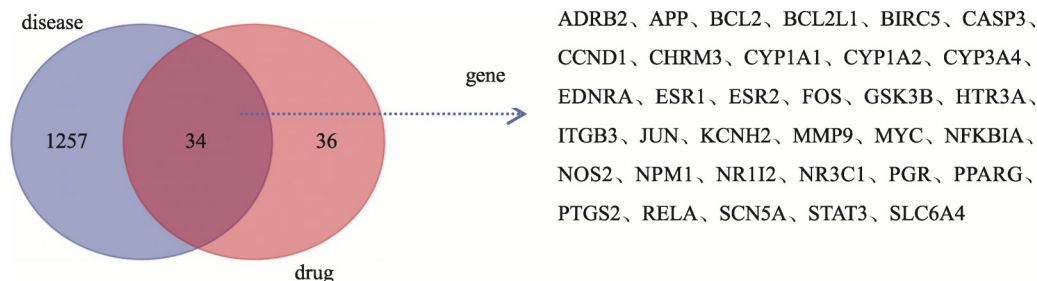 disease
1257
34
36
drug
gene
ADRB2、APP、BCL2、BCL2L1、BIRC5、CASP3、
CCND1、CHRM3、CYP1A1、CYP1A2、CYP3A4、
EDNRA、ESR1、ESR2、FOS、GSK3B、HTR3A、
ITGB3、JUN、KCNH2、MMP9、MYC、NFKBIA、
NOS2、NPM1、NR1I2、NR3C1、PGR、PPARG、
PTGS2、RELA、SCN5A、STAT3、SLC6A4